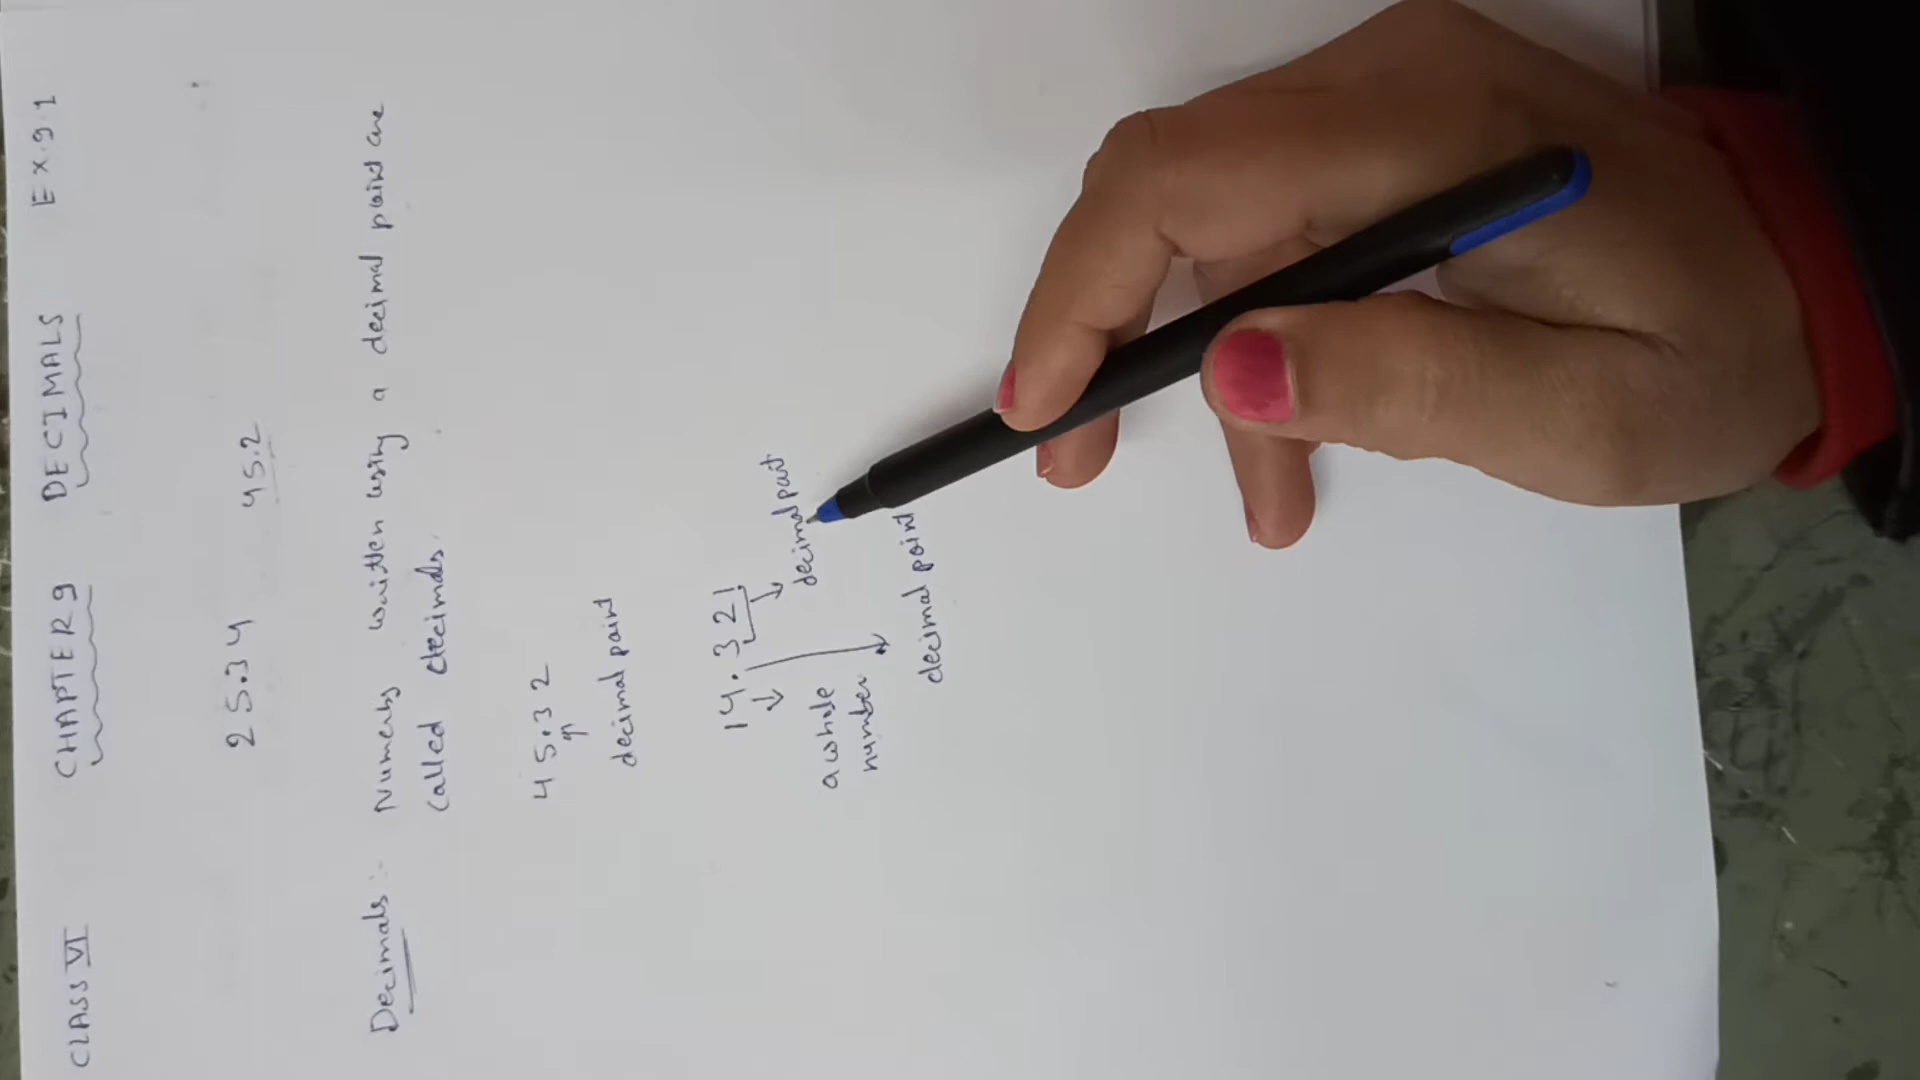 CLASS VI CHAPTER 9 DECIMALS Ex 9.1
25.34 45.2
Decimals :- Numers written using a decimal point are
called decimals.
45.32
decimal point
14.321
a whole decimal part
number
decimal point